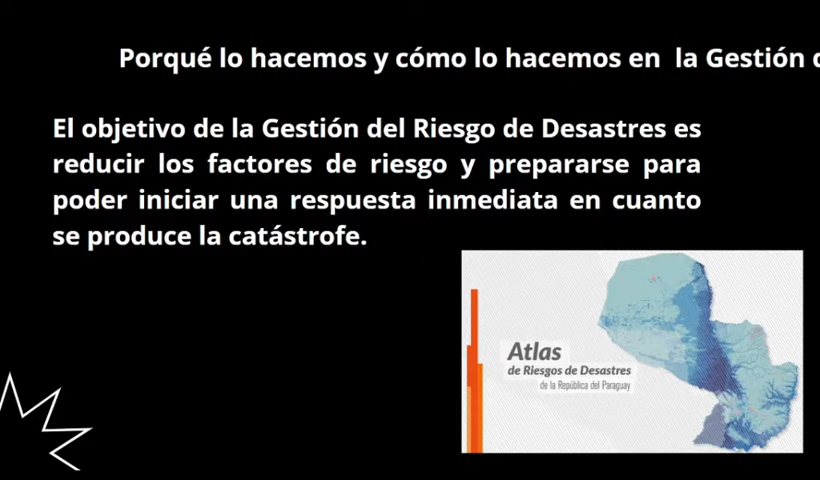 Porqué lo hacemos y cómo lo hacemos en la Gestión
El objetivo de la Gestión del Riesgo de Desastres es
reducir los factores de riesgo y prepararse para
poder iniciar una respuesta inmediata en cuanto
se produce la catástrofe.
Atlas
de Riesgos de Desastres
de la República del Paraguay